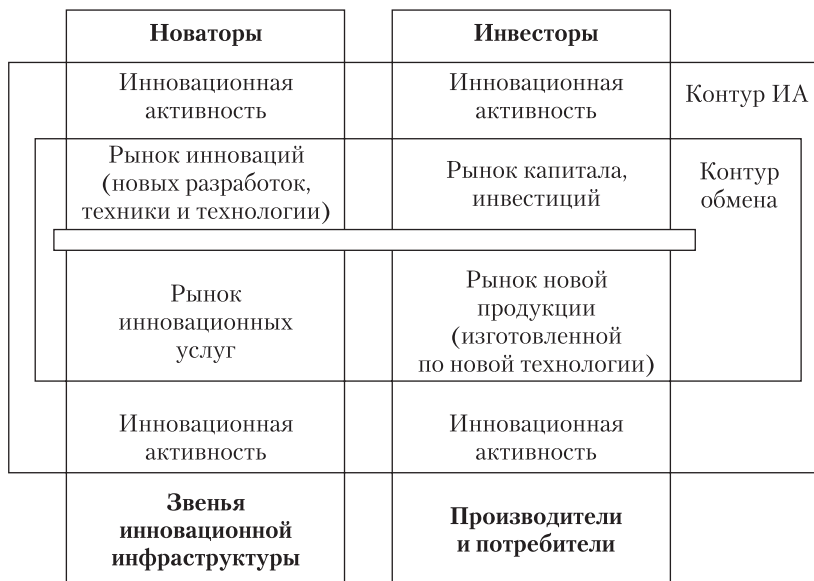 Новаторы
Инвесторы
Инновационная
активность
Инновационная
активность
Контур ИА
Рынок инноваций
(новых разработок,
техники и технологии)
Рынок капитала,
инвестиций
Контур
обмена
Рынок
инновационных
услуг
Рынок новой
продукции
(изготовленной
по новой технологии)
Инновационная
активность
Инновационная
активность
Звенья
инновационной
инфраструктуры
Производители
и потребители